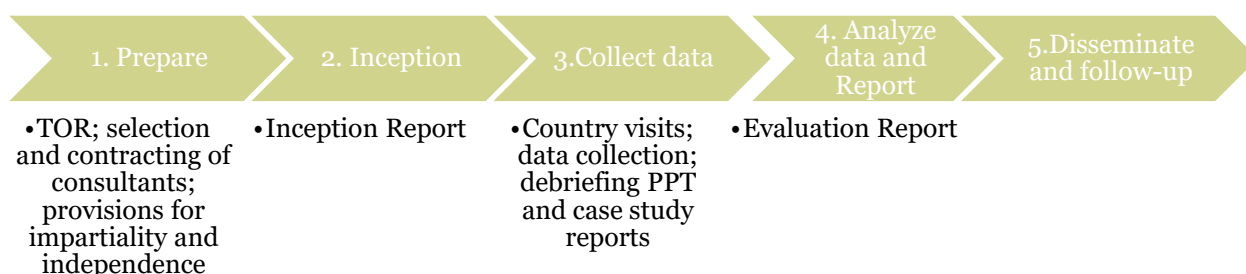 1. Prepare
2. Inception
3.Collect data
4. Analyze
data and
Report
5.Disseminate
and follow-up
•TOR; selection
and contracting of
consultants;
provisions for
impartiality and
independence
•Inception Report
•Country visits;
data collection;
debriefing PPT
and case study
reports
•Evaluation Report